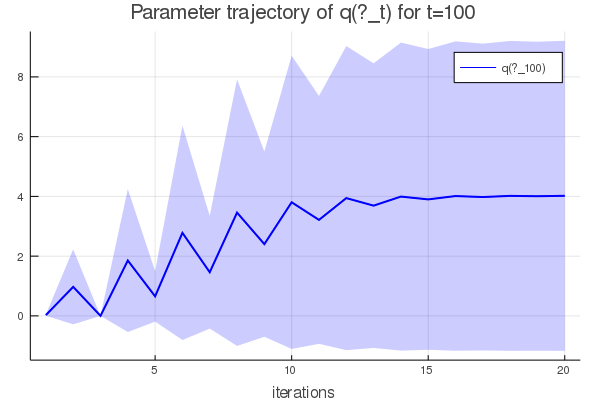 Parameter trajectory of q(?_t) for t=100
q(?_100)
8
6
4
2
0
5 10 15 20
iterations